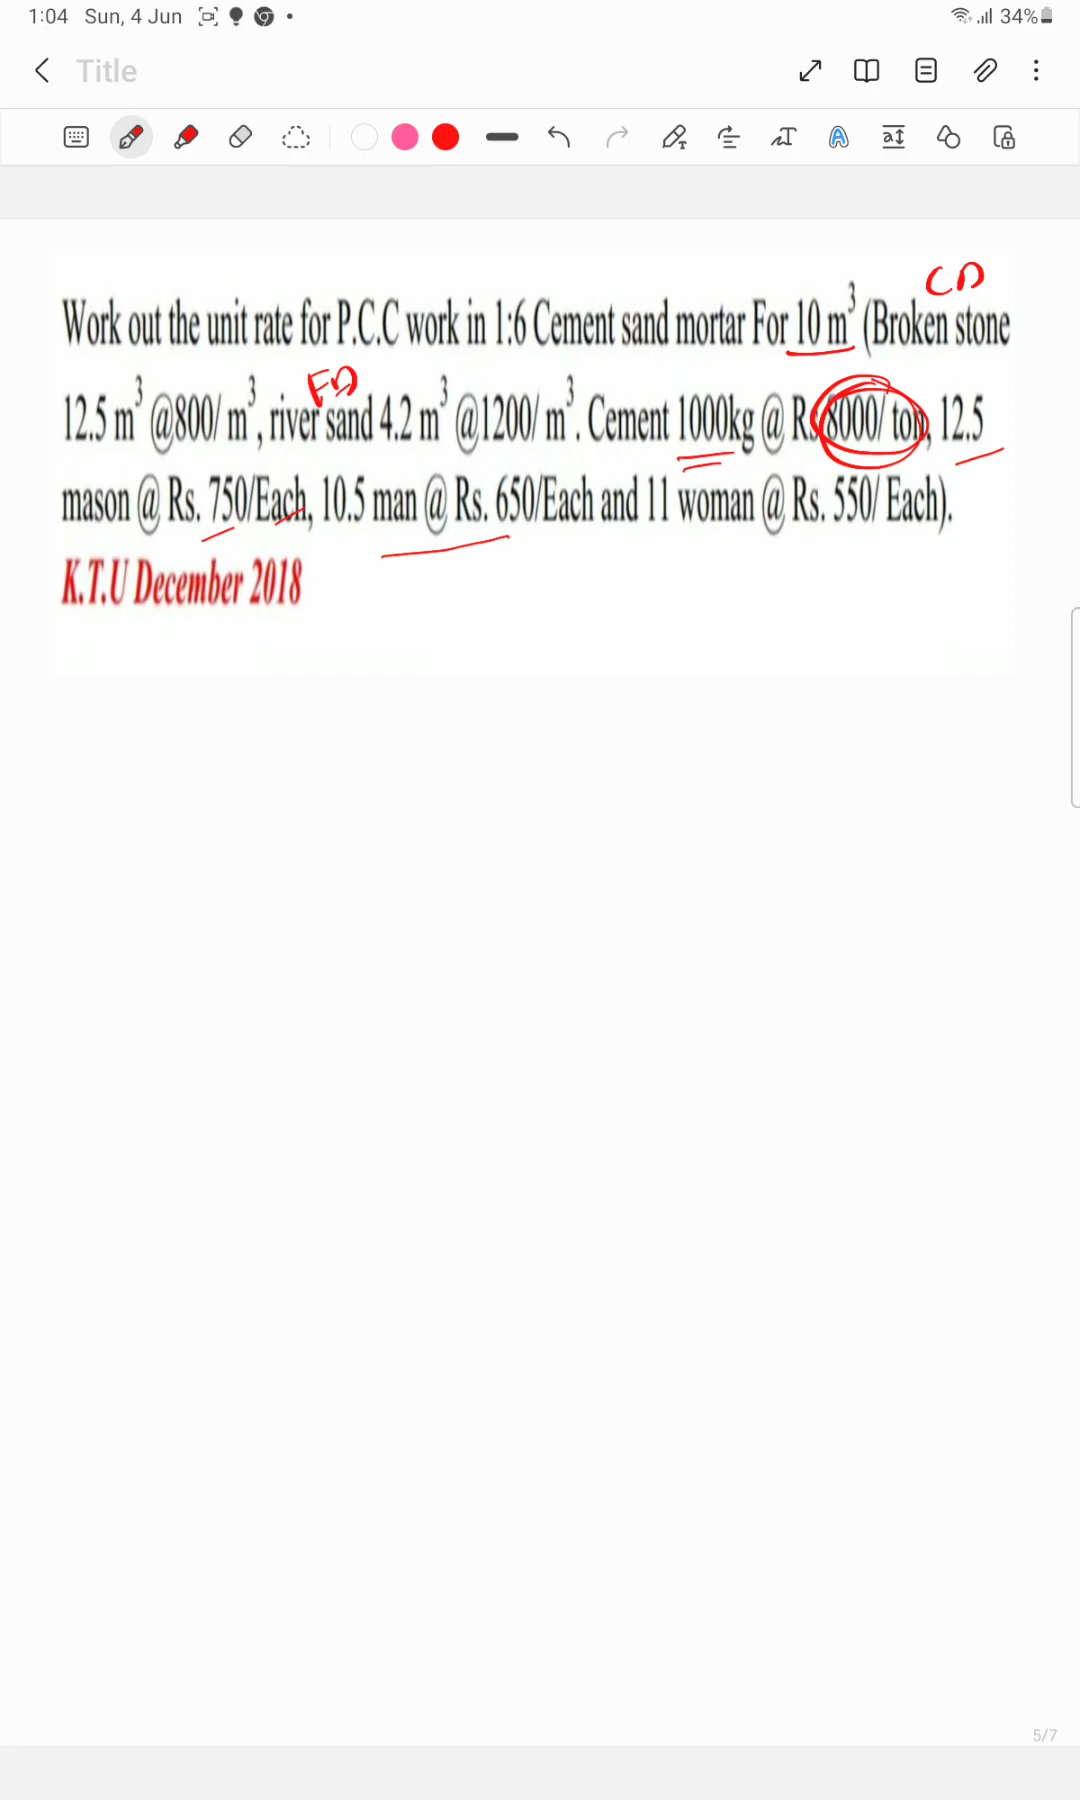 1:04 Sun, 4 Jun 34%
Title
CD
Work out the unit rate for P.C.C work in 1:6 Cement sand mortar For 10 m³ (Broken stone
FD
12.5 m³ @800/ m³, river sand 4.2 m³ @1200/ m³. Cement 1000kg @ Rs 8000/ ton, 12.5
mason @ Rs. 750/Each, 10.5 man @ Rs. 650/Each and 11 woman @ Rs. 550/ Each).
K.T.U December 2018
5/7